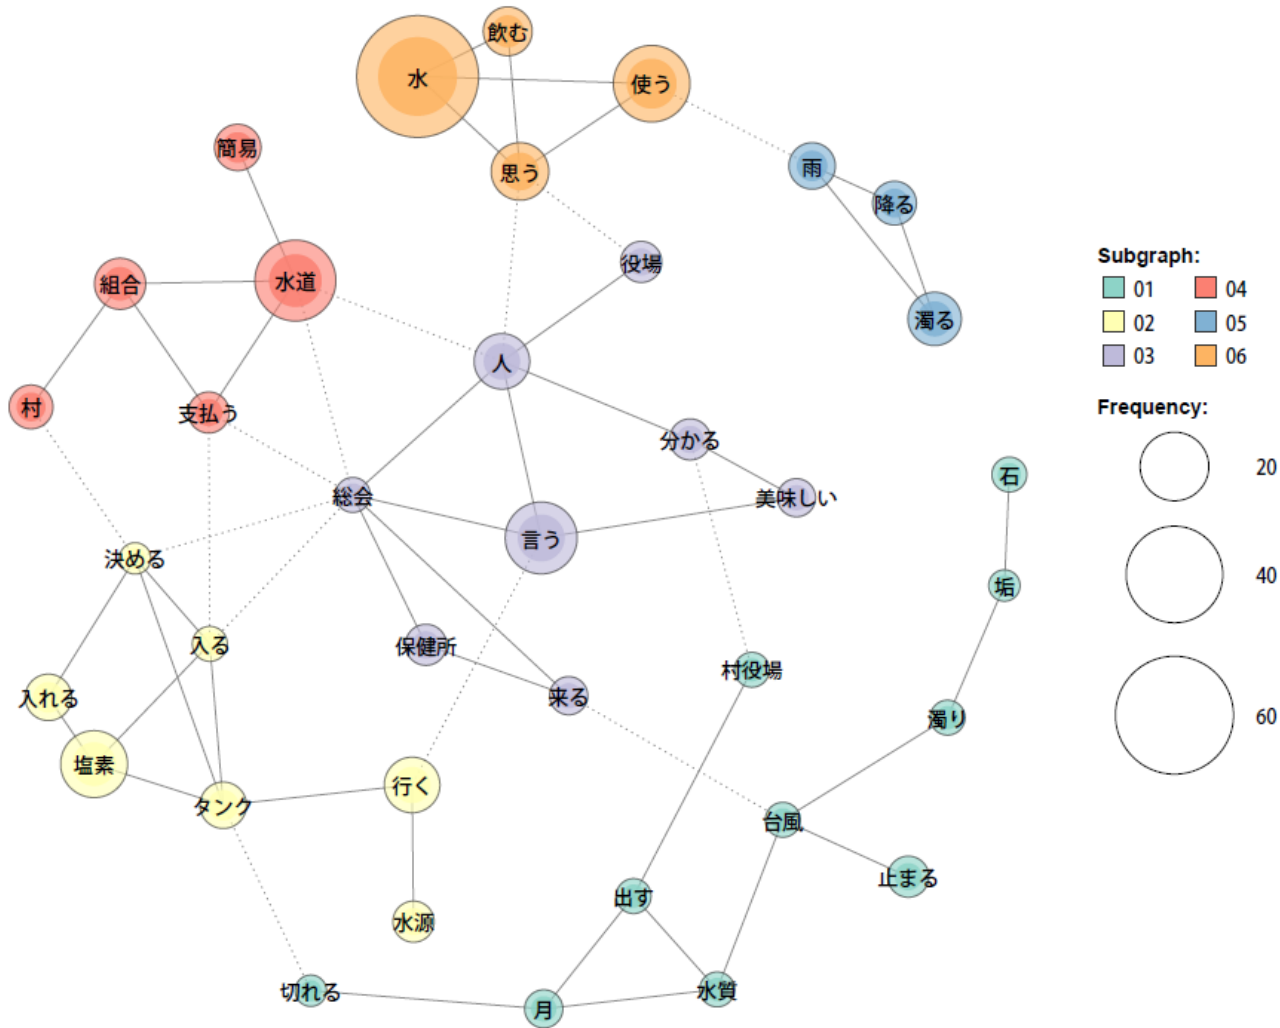 飲む
水
使う
簡易
雨
思う
降る
役場
Subgraph:
01 04
組合
水道
02 05
濁る
03 06
人
村
支払う
Frequency:
分かる
20
石
総会
美味しい
言う
決める
40
垢
入る
保健所
村役場
入れる
来る
濁り
60
塩素
行く
タンク
台風
止まる
出す
水源
切れる
水質
月